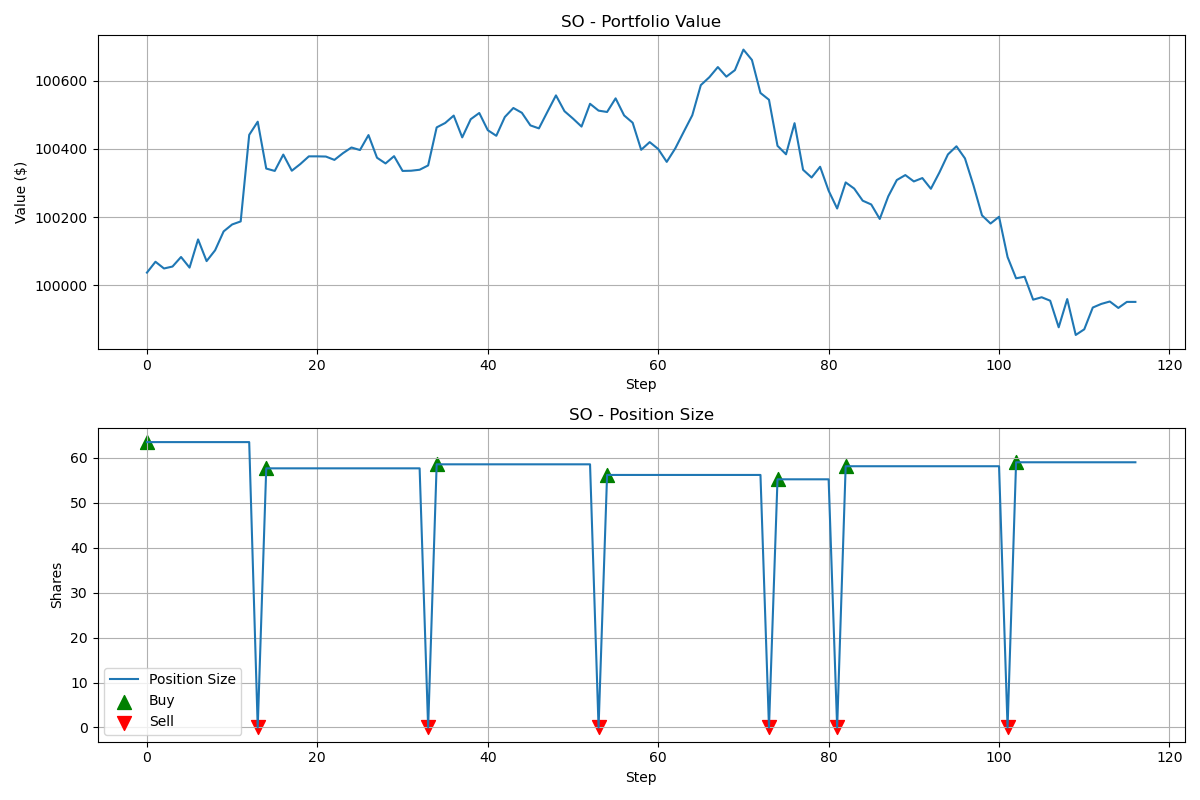 SO - Portfolio Value
Value ($)
100600
100400
100200
100000
0 20 40 60 80 100 120
Step
SO - Position Size
Shares
60
50
40
30
20
10
0
Position Size
Buy
Sell
0 20 40 60 80 100 120
Step